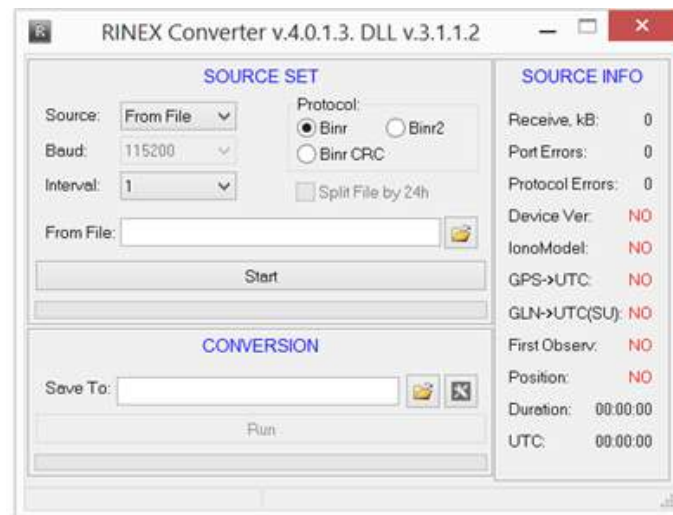 RINEX Converter v.4.0.1.3. DLL v.3.1.1.2
SOURCE SET
Source: From File
Baud: 115200
Interval: 1
Protocol:
Binr Binr2
Binr CRC
Split File by 24h
From File:
Start
CONVERSION
Save To:
Run
SOURCE INFO
Receive, kB: 0
Port Errors: 0
Protocol Errors: 0
Device Ver: NO
IonoModel: NO
GPS->UTC: NO
GLN->UTC(SU): NO
First Observ: NO
Position: NO
Duration: 00:00:00
UTC: 00:00:00